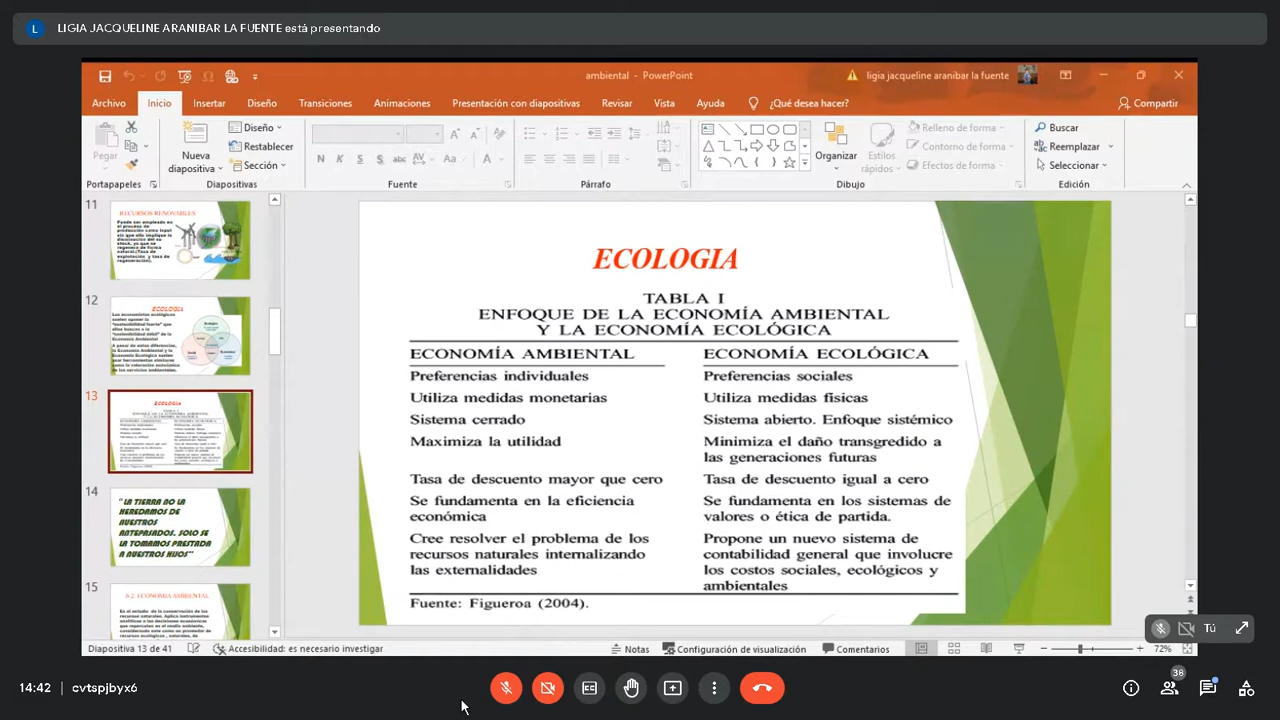 L LIGIA JACQUELINE ARANIBAR LA FUENTE está presentando
ambiental - PowerPoint
ligia jacqueline aranibar la fuente
Archivo Inicio Insertar Diseño Transiciones Animaciones Presentación con diapositivas Revisar Vista Ayuda ¿Qué desea hacer? Compartir
Pegar
Nueva diapositiva
Diseño
Restablecer
Sección
N K S S abc AV Aa A
Organizar
Estilos rápidos
Relleno de forma
Contorno de forma
Efectos de forma
Buscar
Reemplazar
Seleccionar
Portapapeles Diapositivas Fuente Párrafo Dibujo Edición
11
RECURSOS RENOVABLES
12
ECOLOGIA
13
ECOLOGIA
14
" LA TIERRA NO LA
HEREDAMOS DE
NUESTROS
ANTEPASADOS. SOLO SE
LA TOMAMOS PRESTADA
A NUESTROS HIJOS"
15
6.2. ECONOMIA AMBIENTAL
ECOLOGIA
TABLA I
ENFOQUE DE LA ECONOMÍA AMBIENTAL
Y LA ECONOMÍA ECOLÓGICA
ECONOMÍA AMBIENTAL ECONOMÍA ECOLÓGICA
Preferencias individuales Preferencias sociales
Utiliza medidas monetarias Utiliza medidas físicas
Sistema cerrado Sistema abierto. Enfoque sistémico
Maximiza la utilidad Minimiza el daño transgredido a
las generaciones futuras
Tasa de descuento mayor que cero Tasa de descuento igual a cero
Se fundamenta en la eficiencia Se fundamenta en los sistemas de
económica valores o ética de partida.
Cree resolver el problema de los Propone un nuevo sistema de
recursos naturales internalizando contabilidad general que involucre
las externalidades los costos sociales, ecológicos y
ambientales
Fuente: Figueroa (2004).
Tú
Diapositiva 13 de 41 Accesibilidad: es necesario investigar Notas Configuración de visualización Comentarios 72%
14:42 cvtspjbyx6
38